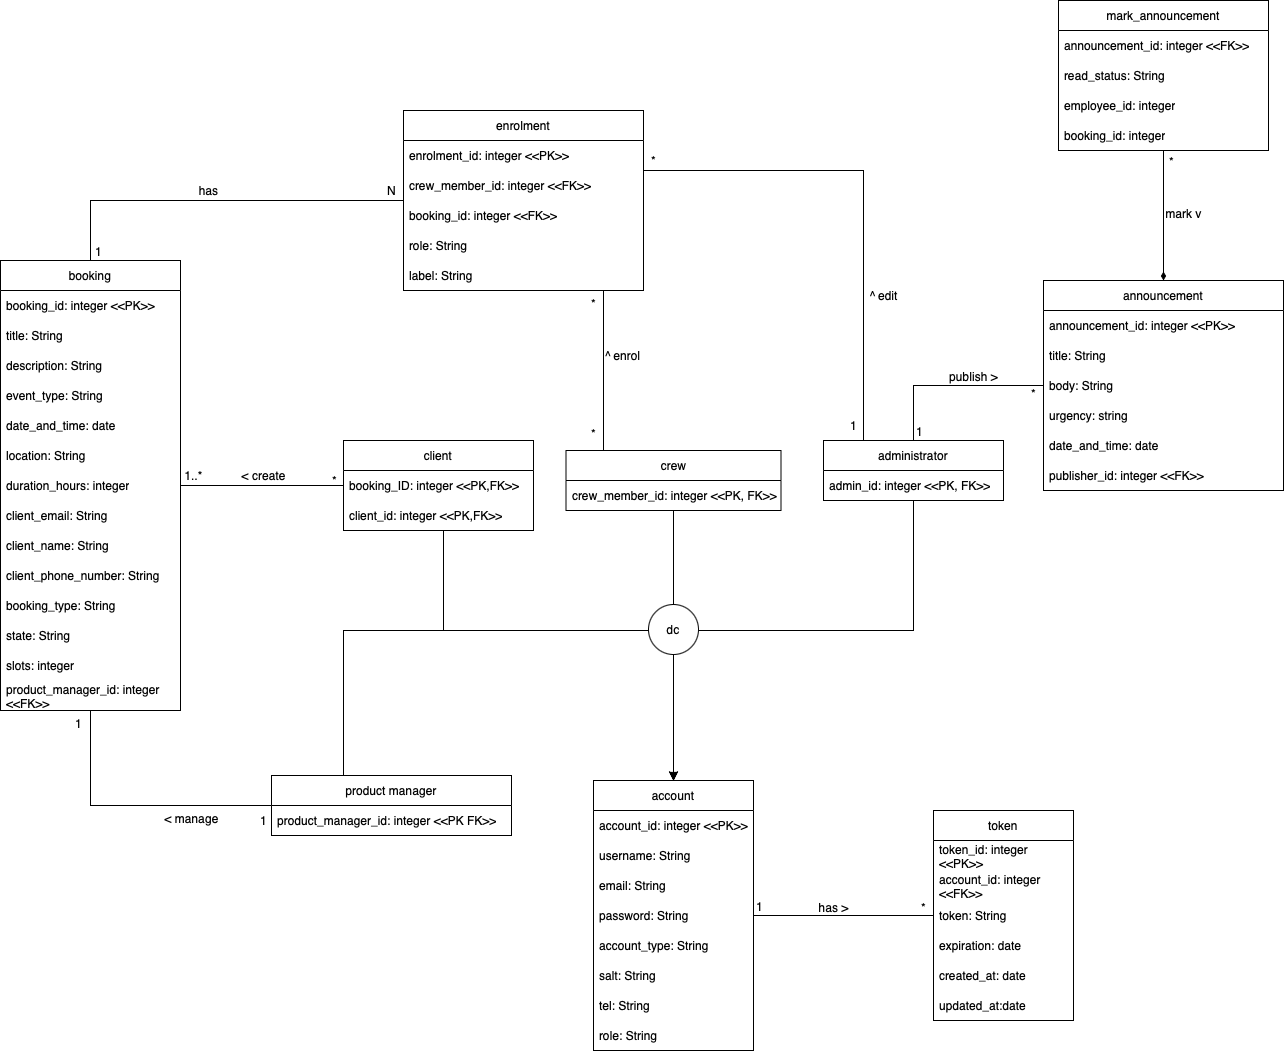 mark_announcement
announcement_id: integer <<FK>>
read_status: String
employee_id: integer
booking_id: integer
*
mark v
enrolment
enrolment_id: integer <<PK>>
crew_member_id: integer <<FK>>
booking_id: integer <<FK>>
role: String
label: String
*
has
N
1
*
^ enrol
*
^ edit
1
booking
booking_id: integer <<PK>>
title: String
description: String
event_type: String
date_and_time: date
location: String
duration_hours: integer
client_email: String
client_name: String
client_phone_number: String
booking_type: String
state: String
slots: integer
product_manager_id: integer
<<FK>>
1
announcement
announcement_id: integer <<PK>>
title: String
body: String
urgency: string
date_and_time: date
publisher_id: integer <<FK>>
publish >
*
1
1..*
< create
*
client
booking_ID: integer <<PK,FK>>
client_id: integer <<PK,FK>>
crew
crew_member_id: integer <<PK, FK>>
administrator
admin_id: integer <<PK, FK>>
dc
< manage
1
product manager
product_manager_id: integer <<PK FK>>
account
account_id: integer <<PK>>
username: String
email: String
password: String
account_type: String
salt: String
tel: String
role: String
1
has >
*
token
token_id: integer
<<PK>>
account_id: integer
<<FK>>
token: String
expiration: date
created_at: date
updated_at:date